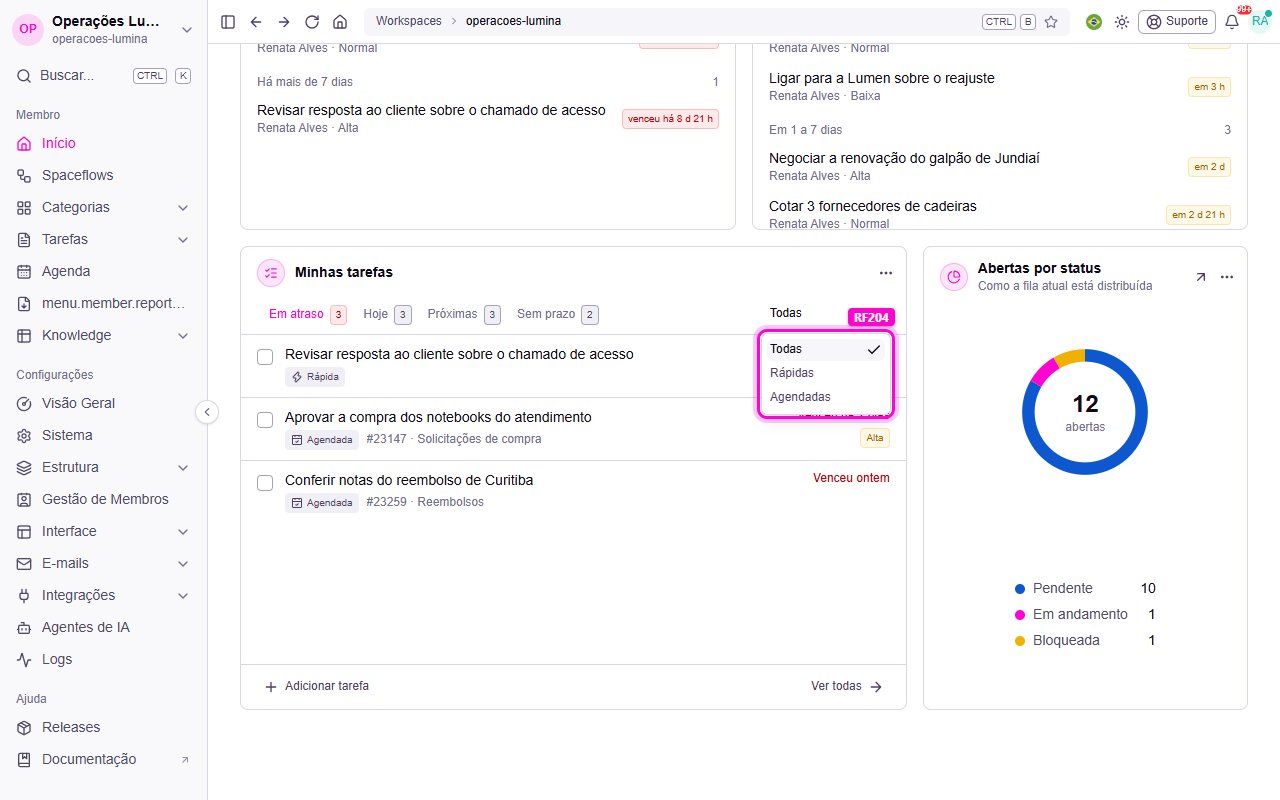 OP
Operações Lu…
operacoes-lumina
Buscar...
CTRL K
Membro
Início
Spaceflows
Categorias
Tarefas
Agenda
menu.member.report…
Knowledge
Configurações
Visão Geral
Sistema
Estrutura
Gestão de Membros
Interface
E-mails
Integrações
Agentes de IA
Logs
Ajuda
Releases
Documentação
Workspaces > operacoes-lumina
CTRL B
Suporte
99+
RA
Renata Alves · Normal
Há mais de 7 dias 1
Revisar resposta ao cliente sobre o chamado de acesso
Renata Alves · Alta
venceu há 8 d 21 h
Renata Alves · Normal
Ligar para a Lumen sobre o reajuste
Renata Alves · Baixa
em 3 h
Em 1 a 7 dias 3
Negociar a renovação do galpão de Jundiaí
Renata Alves · Alta
em 2 d
Cotar 3 fornecedores de cadeiras
Renata Alves · Normal
em 2 d 21 h
Minhas tarefas
Em atraso 3 Hoje 3 Próximas 3 Sem prazo 2
Todas
RF204
Todas
Rápidas
Agendadas
Revisar resposta ao cliente sobre o chamado de acesso
Rápida
Aprovar a compra dos notebooks do atendimento
Agendada #23147 · Solicitações de compra
Alta
Conferir notas do reembolso de Curitiba
Venceu ontem
Agendada #23259 · Reembolsos
Adicionar tarefa
Ver todas
Abertas por status
Como a fila atual está distribuída
12
abertas
Pendente 10
Em andamento 1
Bloqueada 1